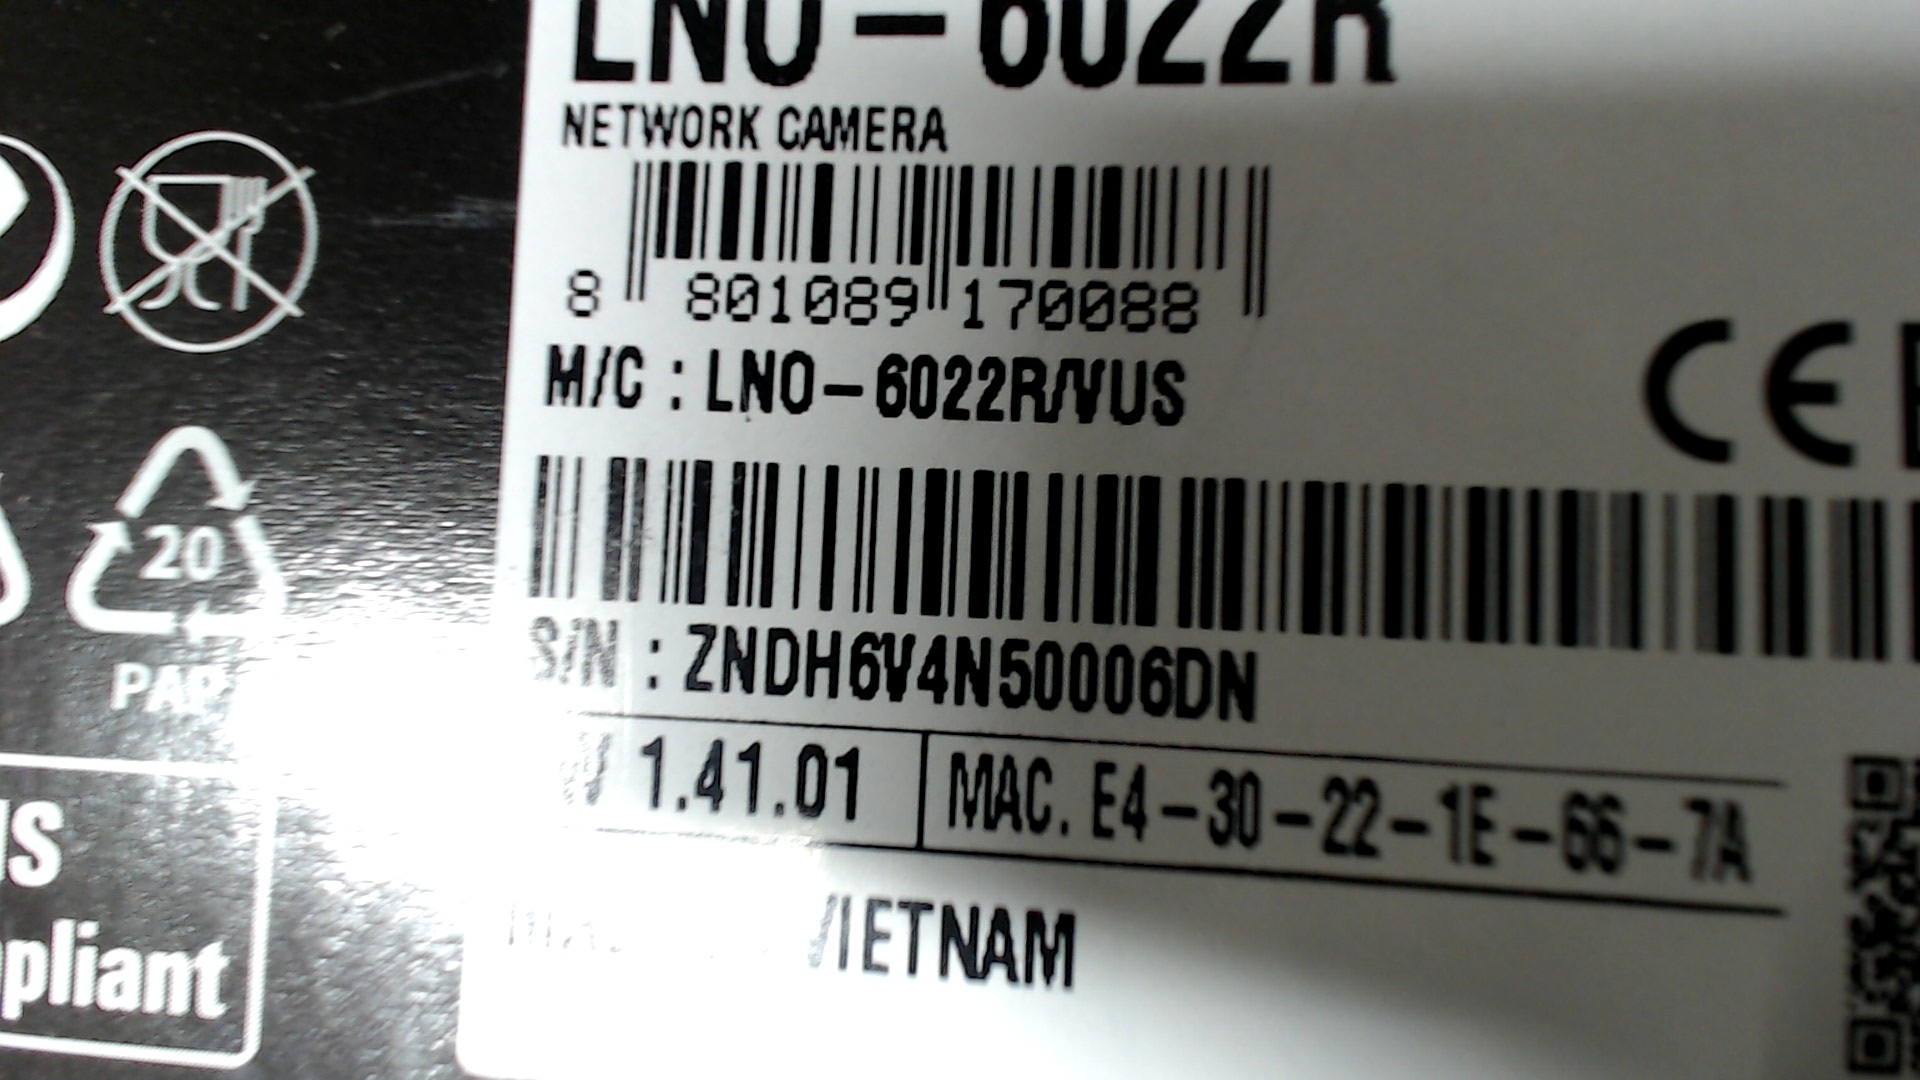 LNO-6022R
NETWORK CAMERA
8 801089 170088
M/C : LNO-6022R/VUS
S/N : ZNDH6V4N50006DN
1.41.01
MAC. E4-30-22-1E-66-7A
VIETNAM
CE
20
PAP
pliant